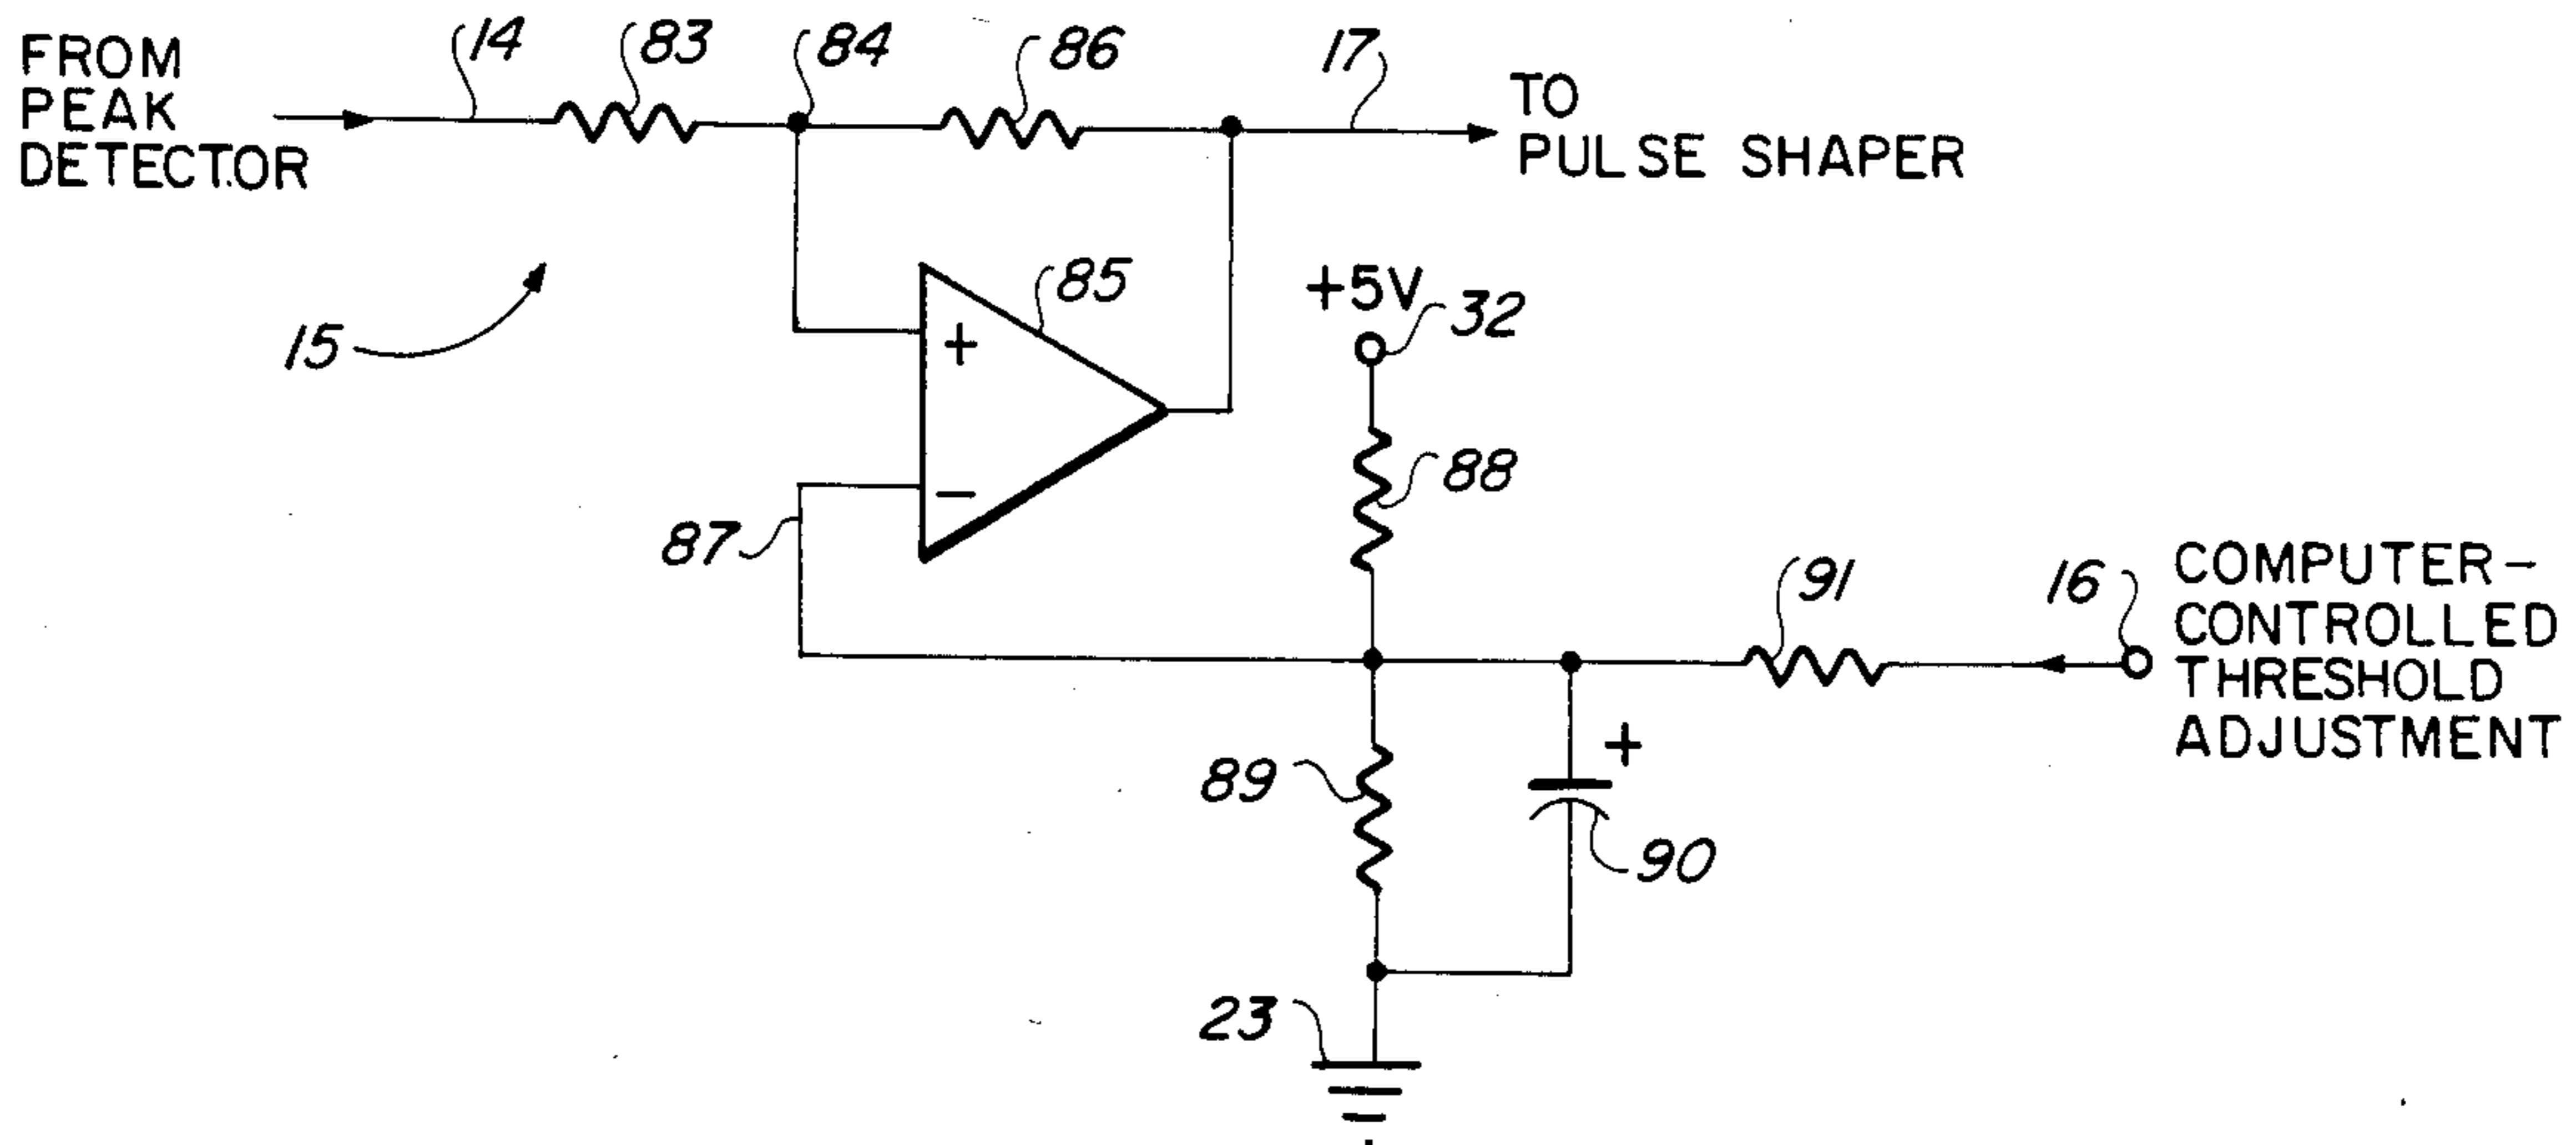 FROM
PEAK
DETECTOR
14
83
84
86
17
TO
PULSE SHAPER
15
85
+
−
87
+5V
32
88
91
16
COMPUTER-
CONTROLLED
THRESHOLD
ADJUSTMENT
89
+
90
23